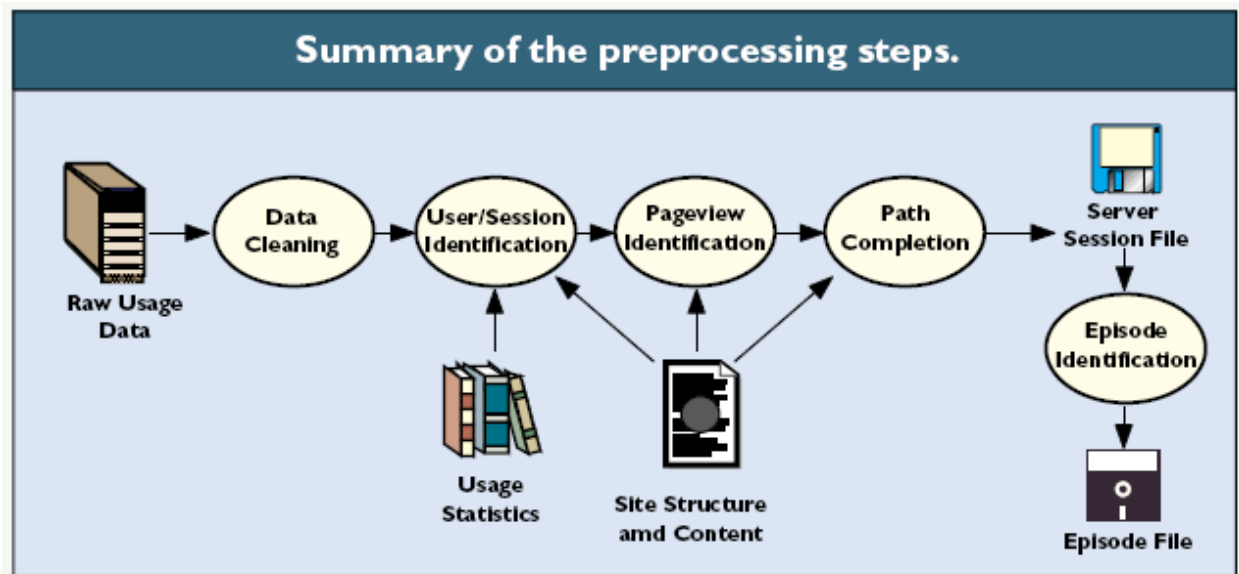 Summary of the preprocessing steps.
Raw Usage
Data
Data
Cleaning
User/Session
Identification
Pageview
Identification
Path
Completion
Server
Session File
Episode
Identification
Episode File
Usage
Statistics
Site Structure
amd Content